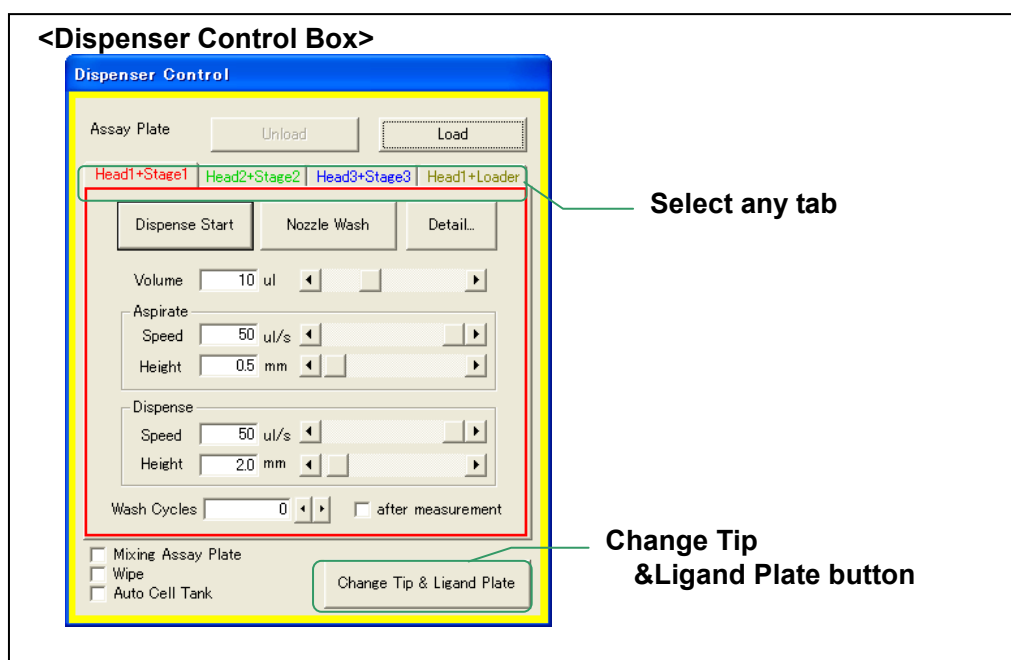 <Dispenser Control Box>
Dispenser Control
Assay Plate Unload Load
Head1+Stage1 Head2+Stage2 Head3+Stage3 Head1+Loader
Select any tab
Dispense Start Nozzle Wash Detail...
Volume 10 ul
Aspirate
Speed 50 ul/s
Height 0.5 mm
Dispense
Speed 50 ul/s
Height 2.0 mm
Wash Cycles 0 after measurement
Change Tip
&Ligand Plate button
Mixing Assay Plate
Wipe
Auto Cell Tank
Change Tip & Ligand Plate